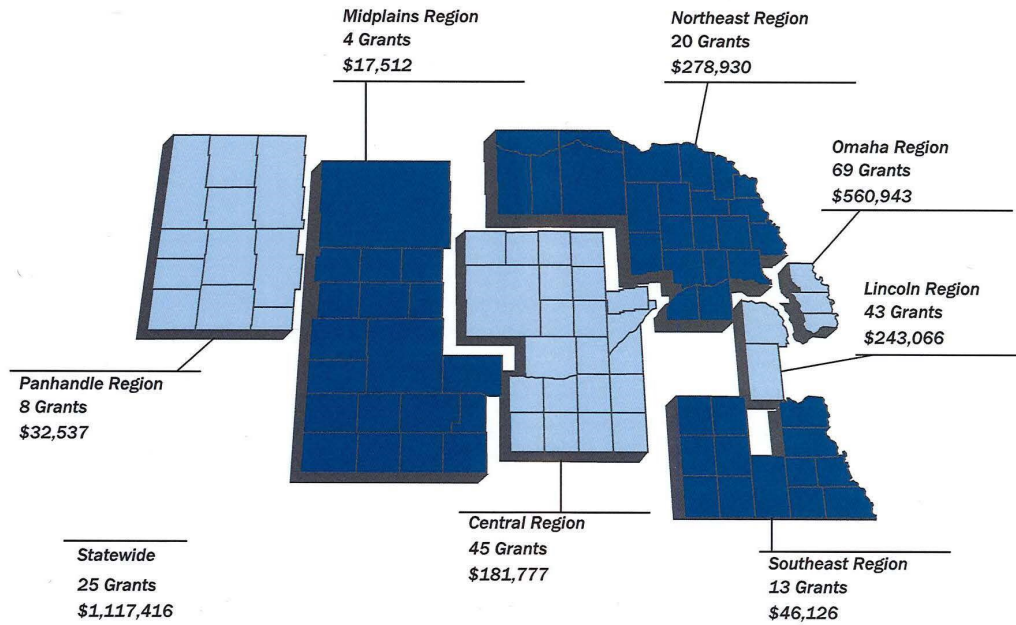 Midplains Region
4 Grants
$17,512
Northeast Region
20 Grants
$278,930
Omaha Region
69 Grants
$560,943
Lincoln Region
43 Grants
$243,066
Panhandle Region
8 Grants
$32,537
Central Region
45 Grants
$181,777
Southeast Region
13 Grants
$46,126
Statewide
25 Grants
$1,117,416